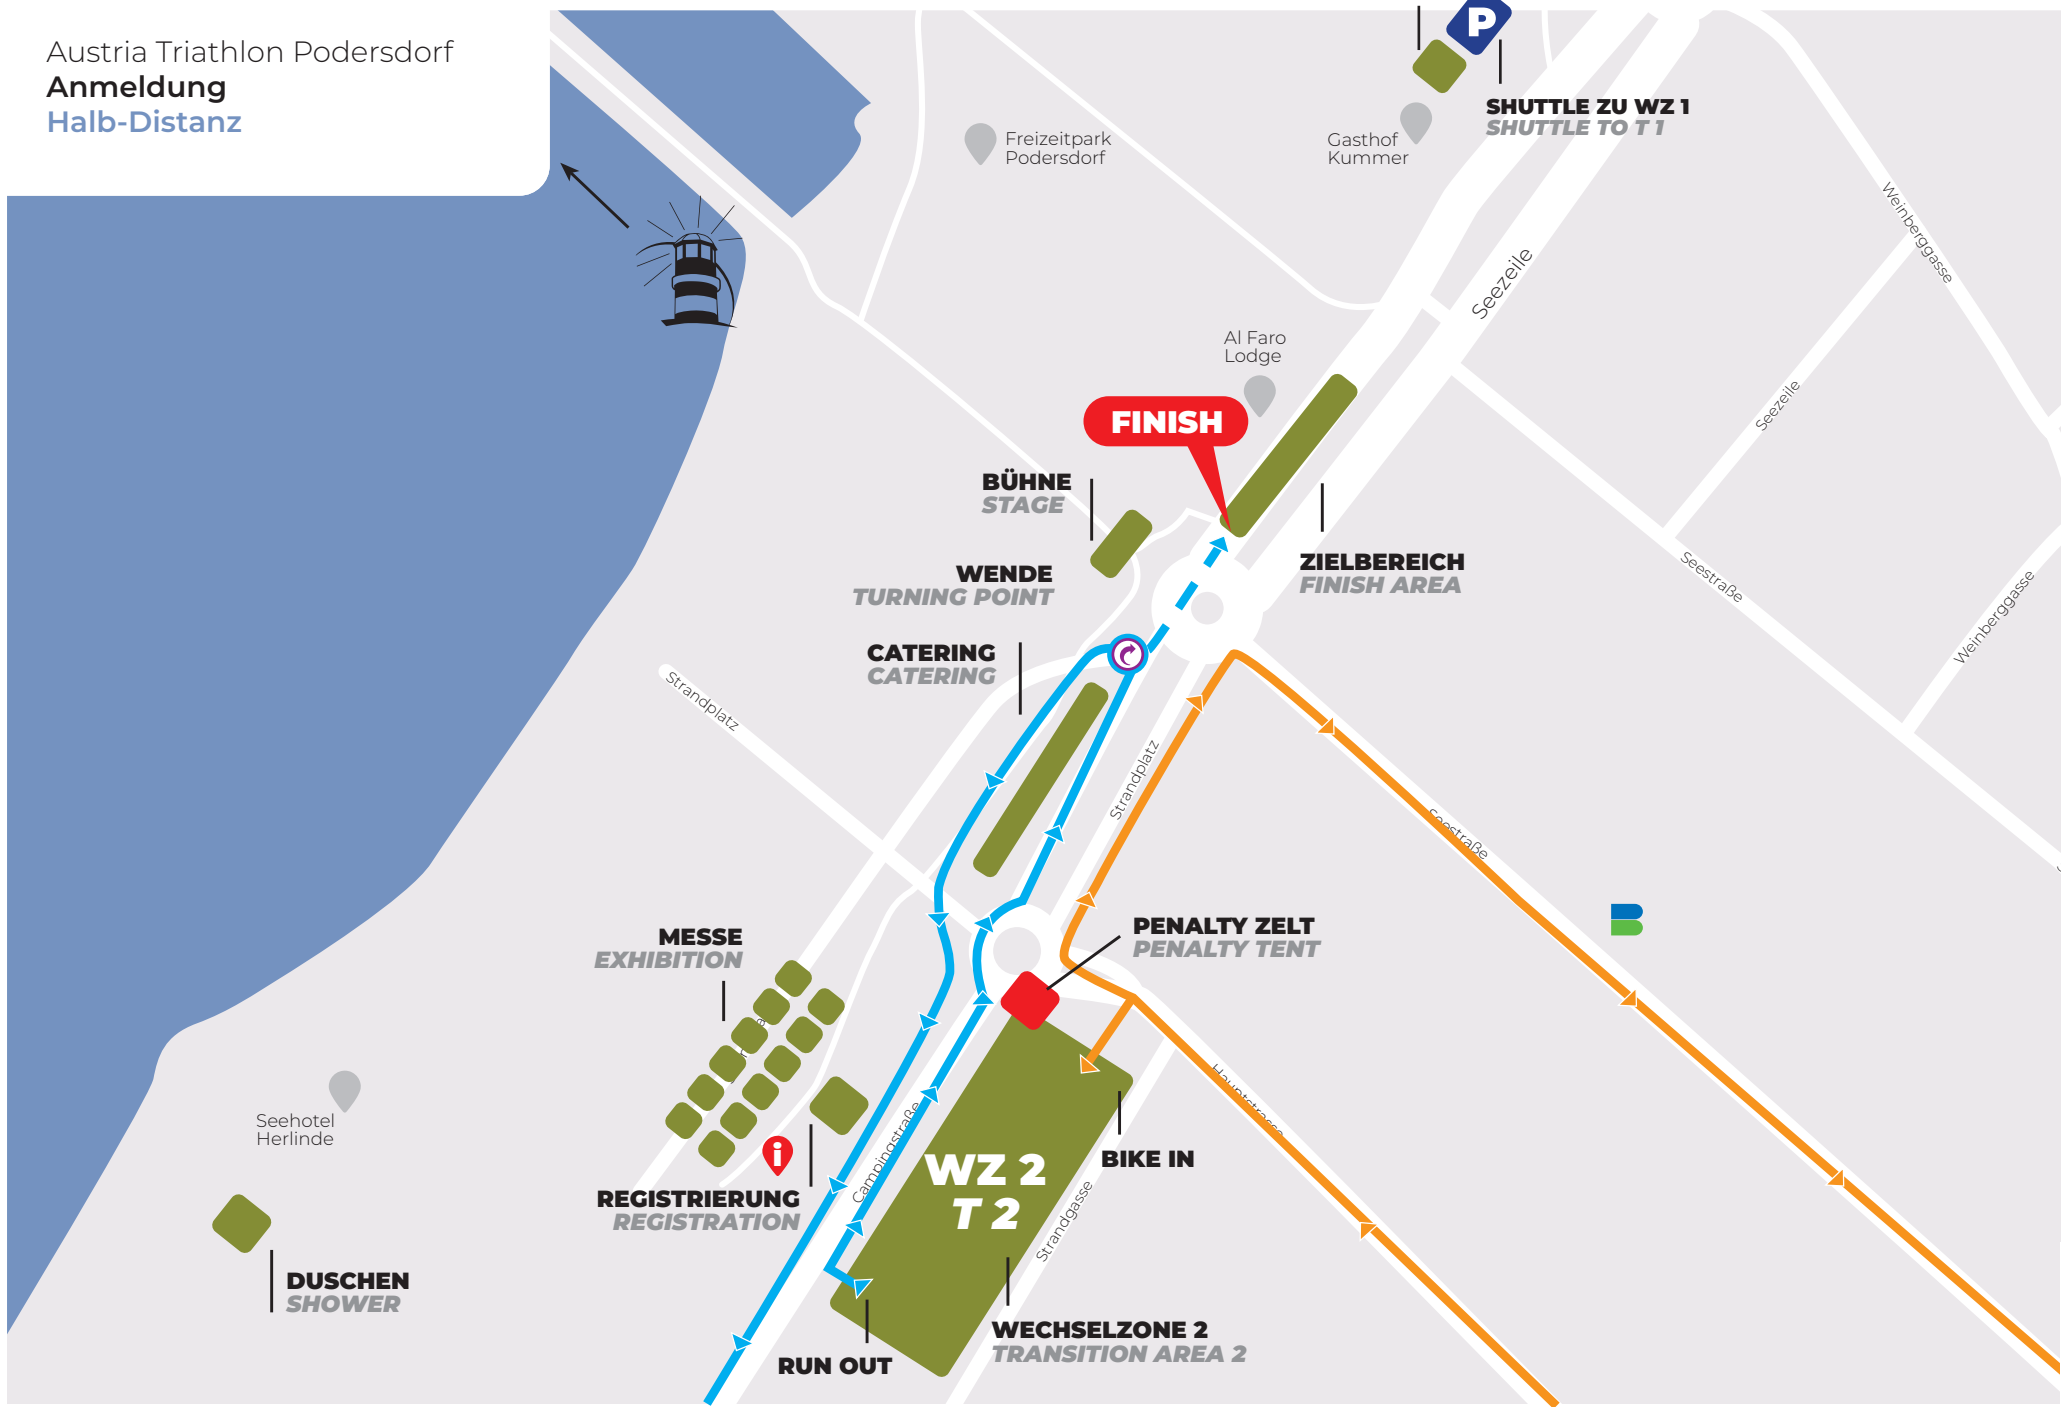 Austria Triathlon Podersdorf
Anmeldung
Halb-Distanz
P
SHUTTLE ZU WZ 1
SHUTTLE TO T 1
Freizeitpark
Podersdorf
Gasthof
Kummer
Weinberggasse
Seezeile
Al Faro
Lodge
Seezeile
FINISH
BÜHNE
STAGE
ZIELBEREICH
FINISH AREA
Seestraße
WENDE
TURNING POINT
Weinberggasse
CATERING
CATERING
Strandplatz
Strandplatz
Seestraße
PENALTY ZELT
PENALTY TENT
MESSE
EXHIBITION
Hauptstrasse
Seehotel
Herlinde
Campingstraße
BIKE IN
WZ 2
T 2
i
REGISTRIERUNG
REGISTRATION
Strandgasse
DUSCHEN
SHOWER
WECHSELZONE 2
TRANSITION AREA 2
RUN OUT